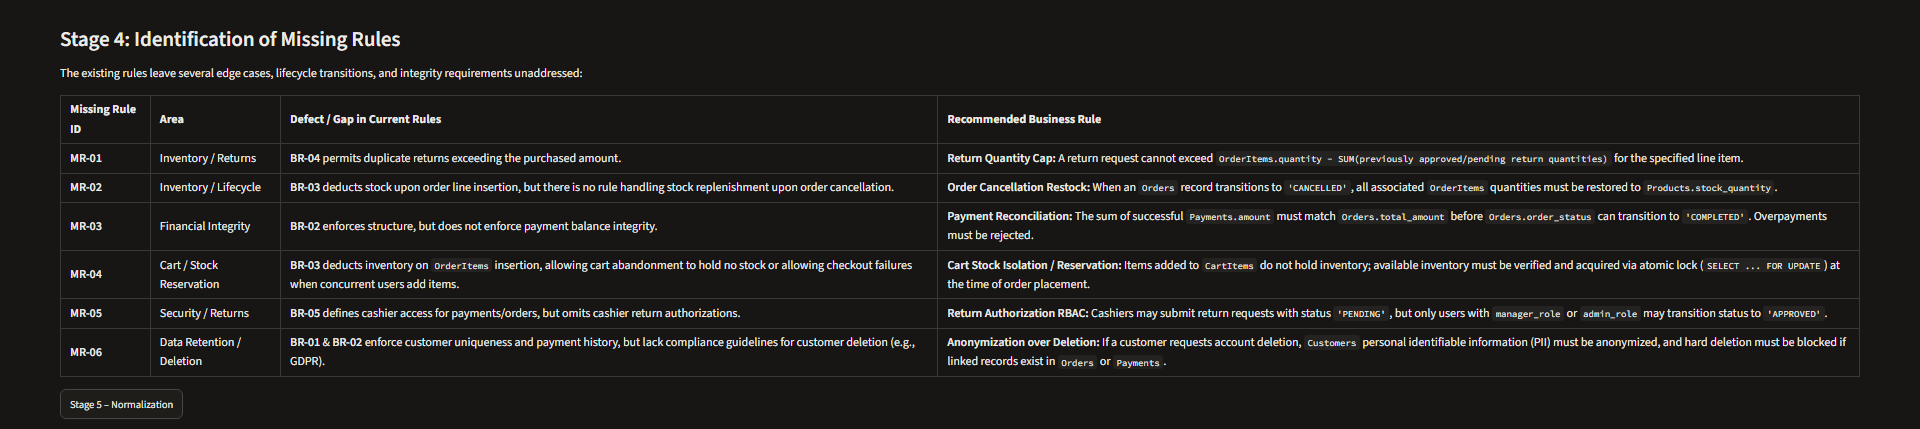 Stage 4: Identification of Missing Rules
The existing rules leave several edge cases, lifecycle transitions, and integrity requirements unaddressed:
Missing Rule
ID
Area
Defect / Gap in Current Rules
Recommended Business Rule
MR-01
Inventory / Returns
BR-04 permits duplicate returns exceeding the purchased amount.
Return Quantity Cap: A return request cannot exceed OrderItems.quantity - SUM(previously approved/pending return quantities) for the specified line item.
MR-02
Inventory / Lifecycle
BR-03 deducts stock upon order line insertion, but there is no rule handling stock replenishment upon order cancellation.
Order Cancellation Restock: When an Orders record transitions to 'CANCELLED', all associated OrderItems quantities must be restored to Products.stock_quantity.
MR-03
Financial Integrity
BR-02 enforces structure, but does not enforce payment balance integrity.
Payment Reconciliation: The sum of successful Payments.amount must match Orders.total_amount before Orders.order_status can transition to 'COMPLETED'. Overpayments
must be rejected.
MR-04
Cart / Stock
Reservation
BR-03 deducts inventory on OrderItems insertion, allowing cart abandonment to hold no stock or allowing checkout failures
when concurrent users add items.
Cart Stock Isolation / Reservation: Items added to CartItems do not hold inventory; available inventory must be verified and acquired via atomic lock (SELECT ... FOR UPDATE) at
the time of order placement.
MR-05
Security / Returns
BR-05 defines cashier access for payments/orders, but omits cashier return authorizations.
Return Authorization RBAC: Cashiers may submit return requests with status 'PENDING', but only users with manager_role or admin_role may transition status to 'APPROVED'.
MR-06
Data Retention /
Deletion
BR-01 & BR-02 enforce customer uniqueness and payment history, but lack compliance guidelines for customer deletion (e.g.,
GDPR).
Anonymization over Deletion: If a customer requests account deletion, Customers personal identifiable information (PII) must be anonymized, and hard deletion must be blocked if
linked records exist in Orders or Payments.
Stage 5 – Normalization